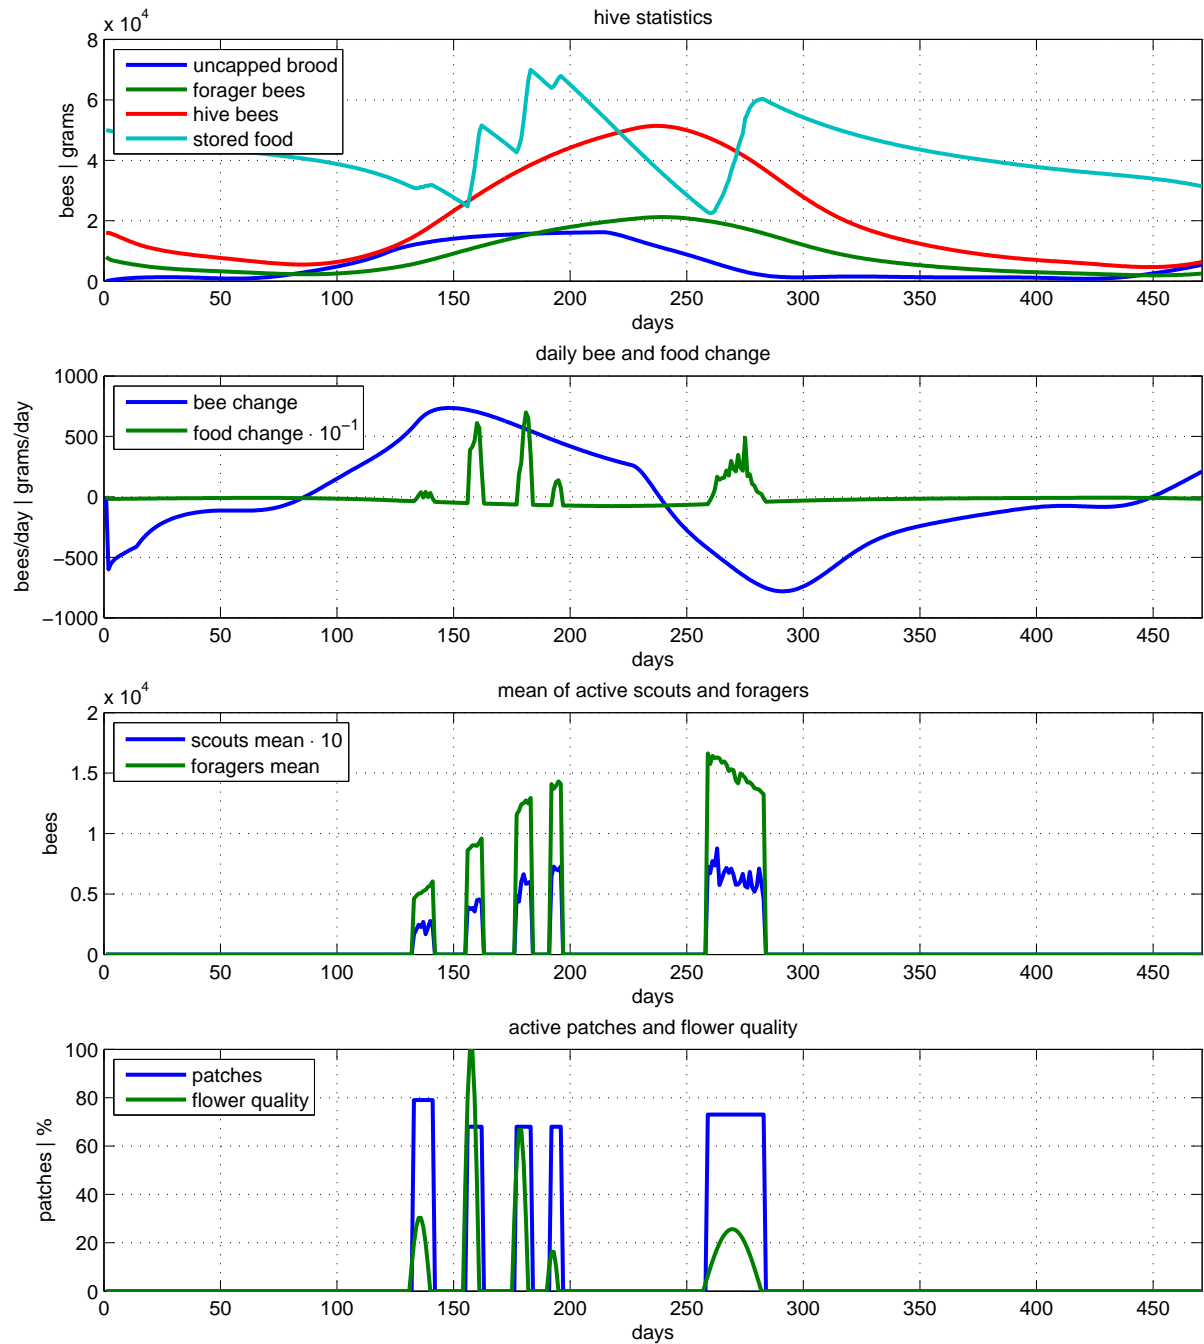 hive statistics
x 10^4
8
6
4
2
0
bees | grams
uncapped brood
forager bees
hive bees
stored food
0 50 100 150 200 250 300 350 400 450
days
daily bee and food change
1000
500
0
−500
−1000
bees/day | grams/day
bee change
food change · 10^−1
0 50 100 150 200 250 300 350 400 450
days
mean of active scouts and foragers
x 10^4
2
1.5
1
0.5
0
bees
scouts mean · 10
foragers mean
0 50 100 150 200 250 300 350 400 450
days
active patches and flower quality
100
80
60
40
20
0
patches | %
patches
flower quality
0 50 100 150 200 250 300 350 400 450
days